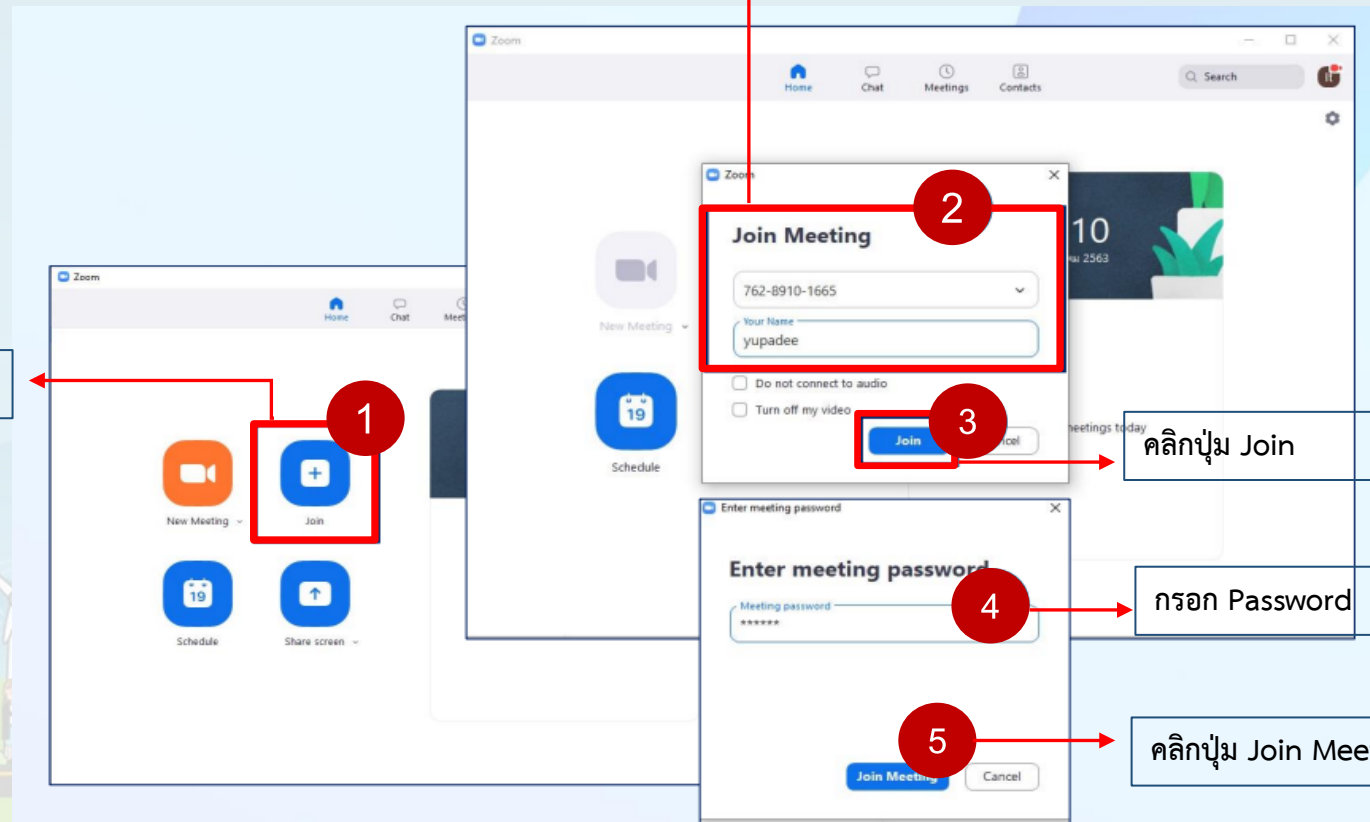 Zoom
Home
Chat
Meetings
Contacts
Search
Zoom
2
Join Meeting
10
2563
762-8910-1665
Your Name
yupadee
New Meeting
Do not connect to audio
Turn off my video
3
Join
19
Schedule
คลิกปุ่ม Join
Zoom
Home
Chat
1
New Meeting
Join
19
Schedule
Share screen
Enter meeting password
Enter meeting password
Meeting password
******
4
กรอก Password
5
Join Meeting
Cancel
คลิกปุ่ม Join Mee